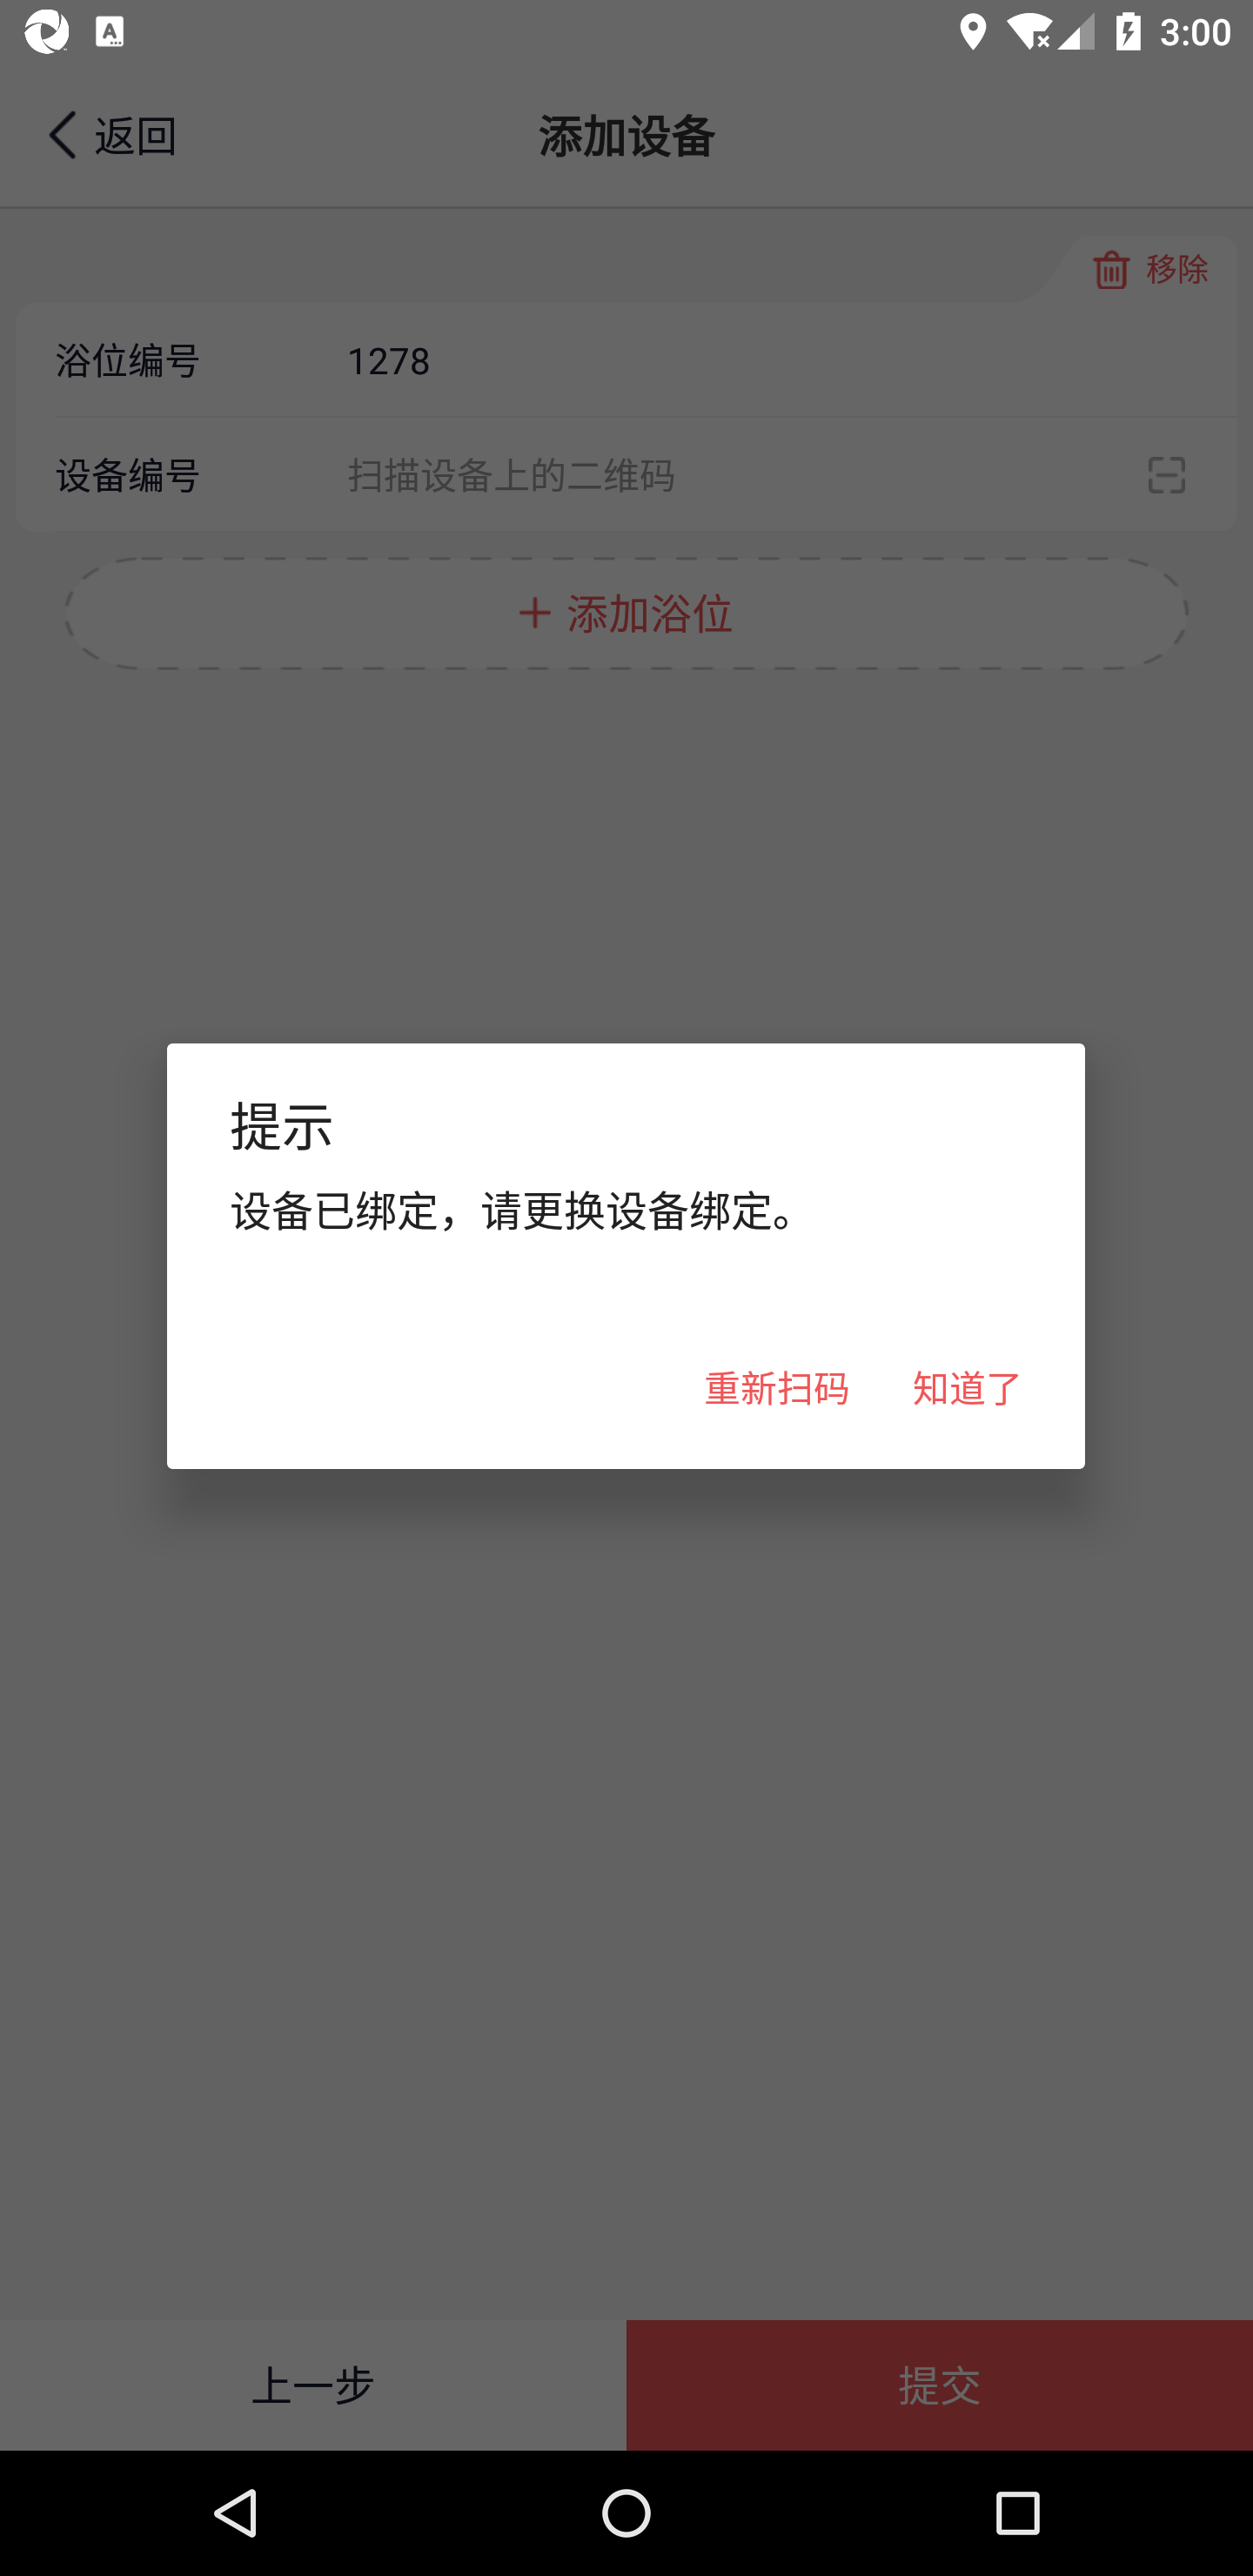 3:00
返回
添加设备
移除
浴位编号 1278
设备编号 扫描设备上的二维码
添加浴位
提示
设备已绑定，请更换设备绑定。
重新扫码 知道了
上一步 提交